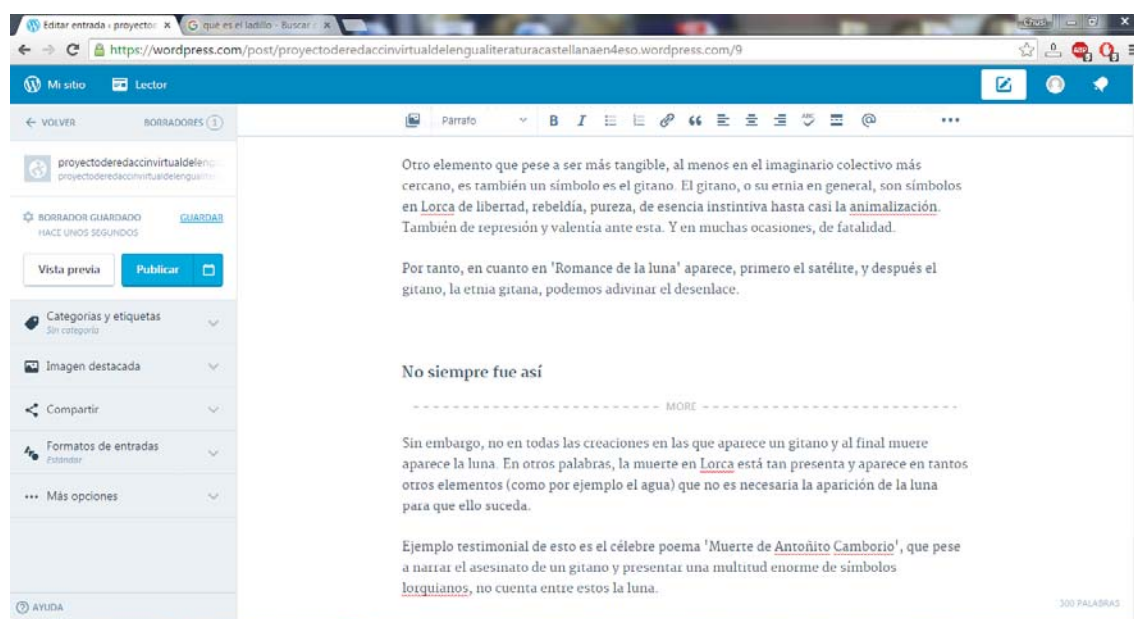 Editar entrada ‹ proyector
que es el ladillo - Buscar c
https://wordpress.com/post/proyectoderedaccinvirtualdelengualiteraturacastellanaen4eso.wordpress.com/9
Mi sitio
Lector
VOLVER
BORRADORES 1
Párrafo
B I
ABC
proyectoderedaccinvirtualdeleng
proyectoderedaccinvirtualdelengualite
BORRADOR GUARDADO
GUARDAR
HACE UNOS SEGUNDOS
Vista previa
Publicar
Categorías y etiquetas
Sin categoría
Imagen destacada
Compartir
Formatos de entradas
Estándar
Más opciones
AYUDA
Otro elemento que pese a ser más tangible, al menos en el imaginario colectivo más
cercano, es también un símbolo es el gitano. El gitano, o su etnia en general, son símbolos
en Lorca de libertad, rebeldía, pureza, de esencia instintiva hasta casi la animalización.
También de represión y valentía ante esta. Y en muchas ocasiones, de fatalidad.
Por tanto, en cuanto en 'Romance de la luna' aparece, primero el satélite, y después el
gitano, la etnia gitana, podemos adivinar el desenlace.
No siempre fue así
MORE
Sin embargo, no en todas las creaciones en las que aparece un gitano y al final muere
aparece la luna. En otros palabras, la muerte en Lorca está tan presenta y aparece en tantos
otros elementos (como por ejemplo el agua) que no es necesaria la aparición de la luna
para que ello suceda.
Ejemplo testimonial de esto es el célebre poema 'Muerte de Antoñito Camborio', que pese
a narrar el asesinato de un gitano y presentar una multitud enorme de símbolos
lorquianos, no cuenta entre estos la luna.
300 PALABRAS